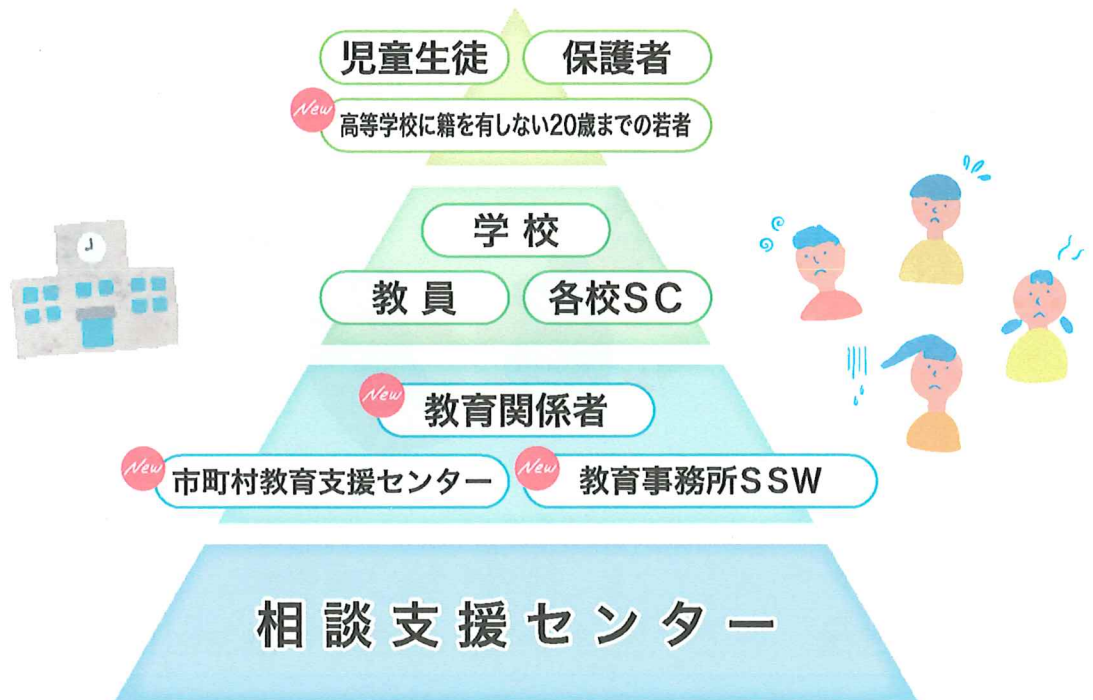 児童生徒 保護者
New 高等学校に籍を有しない20歳までの若者
学校
教員 各校SC
New 教育関係者
New 市町村教育支援センター New 教育事務所SSW
相談支援センター